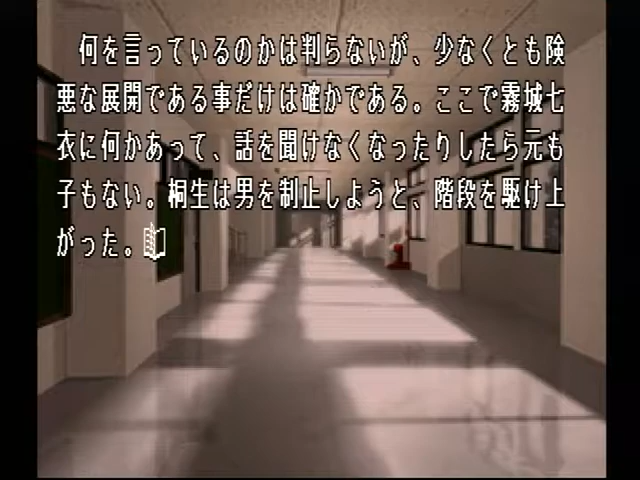 何を言っているのかは判らないが、少なくとも険
悪な展開である事だけは確かである。ここで霧城七
衣に何かあって、話を聞けなくなったりしたら元も
子もない。桐生は男を制止しようと、階段を駆け上
がった。